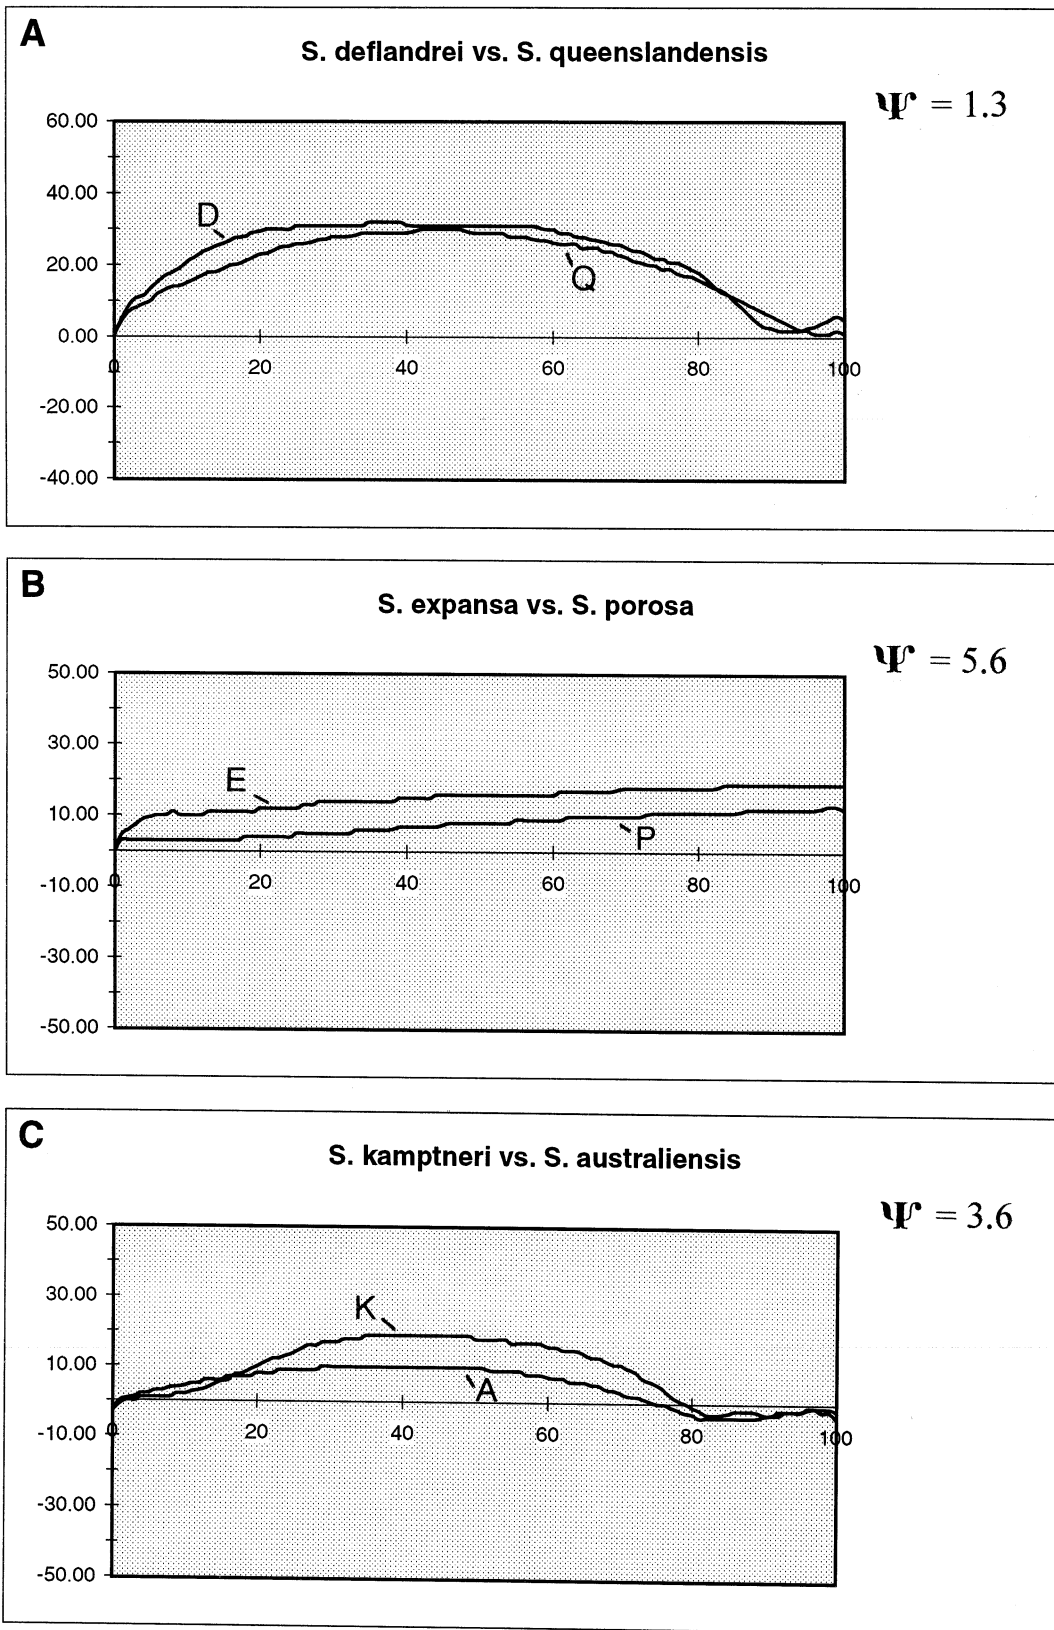 A
S. deflandrei vs. S. queenslandensis
Ψ = 1.3
60.00
40.00
D
20.00
Q
0.00
0 20 40 60 80 100
-20.00
-40.00
B
S. expansa vs. S. porosa
Ψ = 5.6
50.00
30.00
E
10.00
P
-10.00 0 20 40 60 80 100
-30.00
-50.00
C
S. kamptneri vs. S. australiensis
Ψ = 3.6
50.00
30.00
K
10.00
A
-10.00 0 20 40 60 80 100
-30.00
-50.00